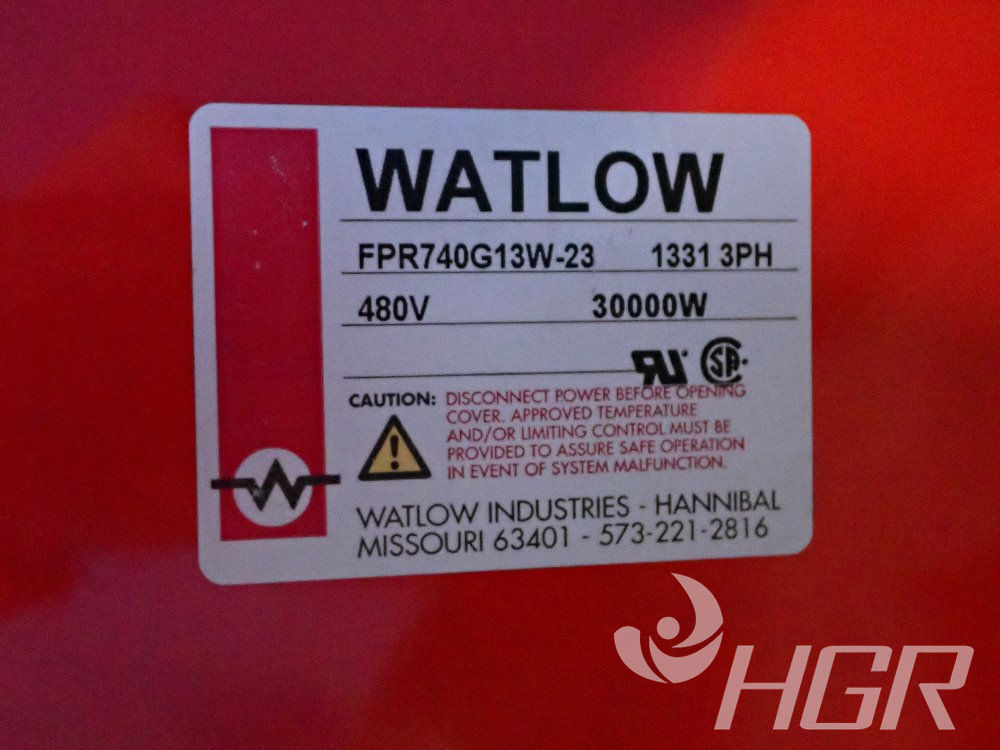 WATLOW
FPR740G13W-23 1331 3PH
480V 30000W
CAUTION: DISCONNECT POWER BEFORE OPENING
COVER. APPROVED TEMPERATURE
AND/OR LIMITING CONTROL MUST BE
PROVIDED TO ASSURE SAFE OPERATION
IN EVENT OF SYSTEM MALFUNCTION.
WATLOW INDUSTRIES - HANNIBAL
MISSOURI 63401 - 573-221-2816
HGR